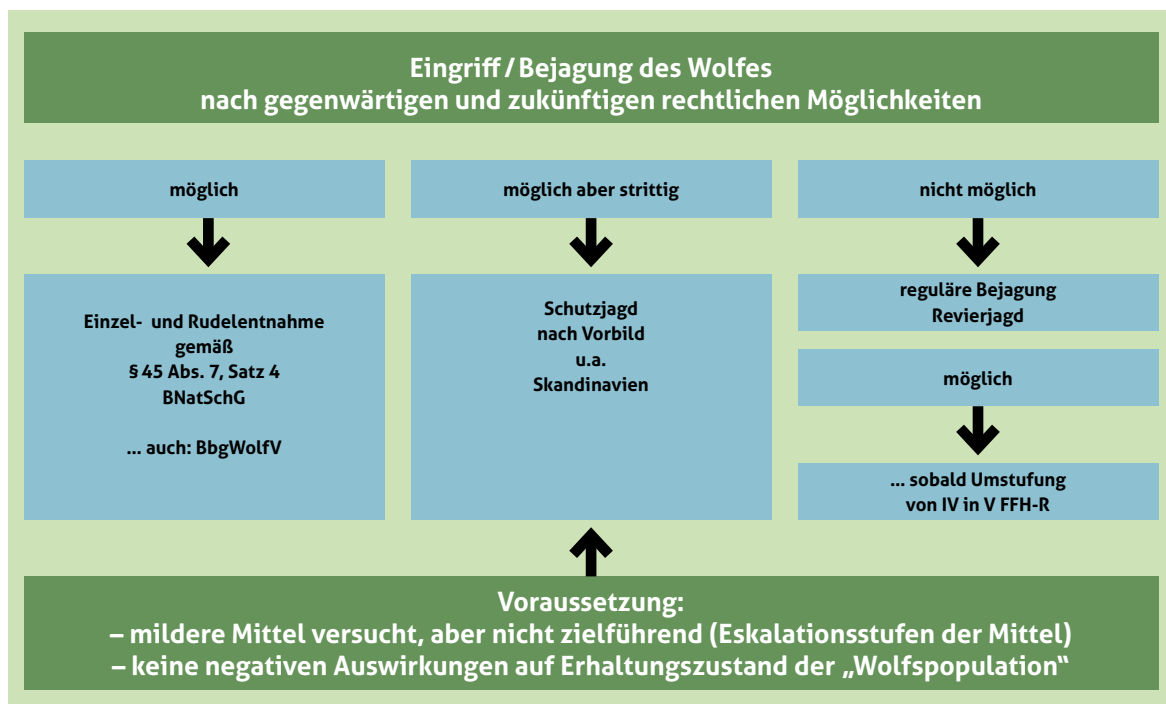 Eingriff / Bejagung des Wolfes
nach gegenwärtigen und zukünftigen rechtlichen Möglichkeiten
möglich
Einzel- und Rudelentnahme
gemäß
§ 45 Abs. 7, Satz 4
BNatSchG
... auch: BbgWolfV
möglich aber strittig
Schutzjagd
nach Vorbild
u.a.
Skandinavien
nicht möglich
reguläre Bejagung
Revierjagd
möglich
... sobald Umstufung
von IV in V FFH-R
Voraussetzung:
– mildere Mittel versucht, aber nicht zielführend (Eskalationsstufen der Mittel)
– keine negativen Auswirkungen auf Erhaltungszustand der „Wolfspopulation“